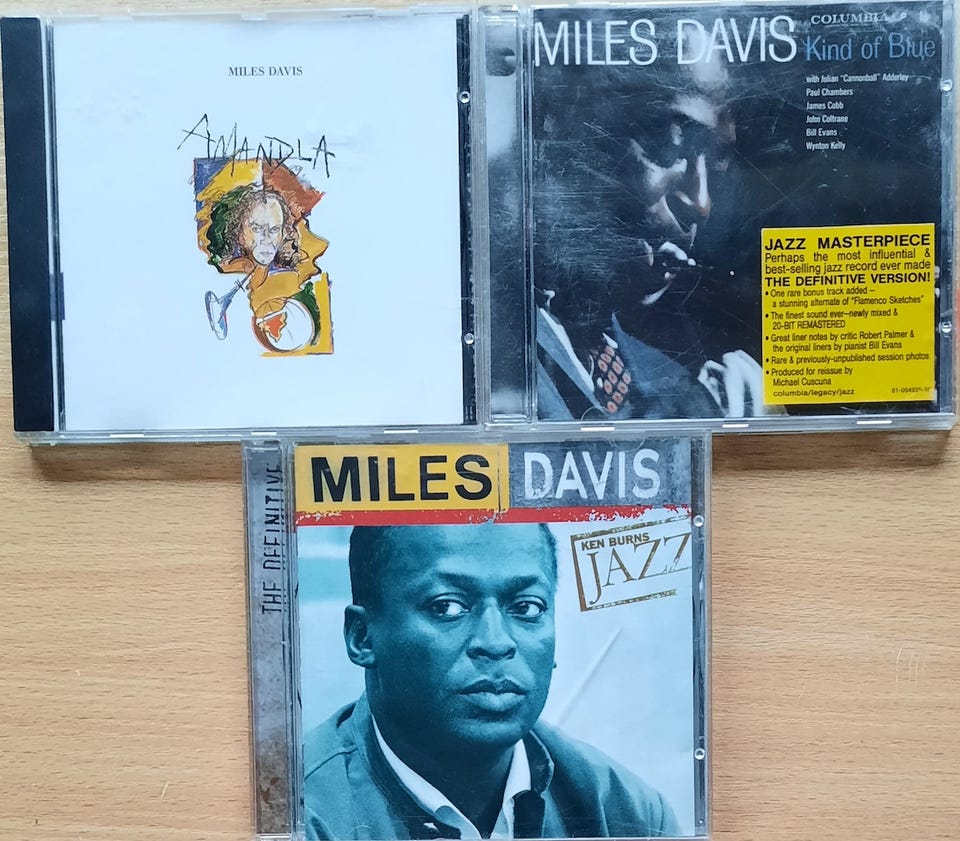 MILES DAVIS
AMANDLA
MILES DAVIS
COLUMBIA
Kind of Blue
with Julian "Cannonball" Adderley
Paul Chambers
James Cobb
John Coltrane
Bill Evans
Wynton Kelly
JAZZ MASTERPIECE
Perhaps the most influential &
best-selling jazz record ever made
THE DEFINITIVE VERSION!
• One rare bonus track added –
a stunning alternate of "Flamenco Sketches"
• The finest sound ever–newly mixed &
20-BIT REMASTERED
• Great liner notes by critic Robert Palmer &
the original liners by pianist Bill Evans
• Rare & previously-unpublished session photos
• Produced for reissue by
Michael Cuscuna
columbia/legacy/jazz
THE DEFINITIVE
MILES DAVIS
KEN BURNS
JAZZ